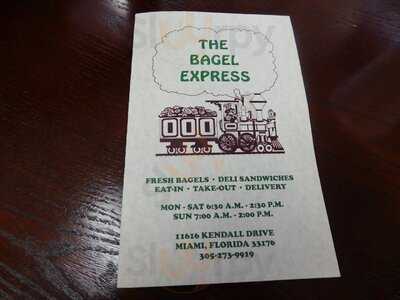 THE
BAGEL
EXPRESS
FRESH BAGELS · DELI SANDWICHES
EAT-IN · TAKE-OUT · DELIVERY
MON - SAT 6:30 A.M. - 2:30 P.M.
SUN 7:00 A.M. - 2:00 P.M.
11616 KENDALL DRIVE
MIAMI, FLORIDA 33176
305-273-9919